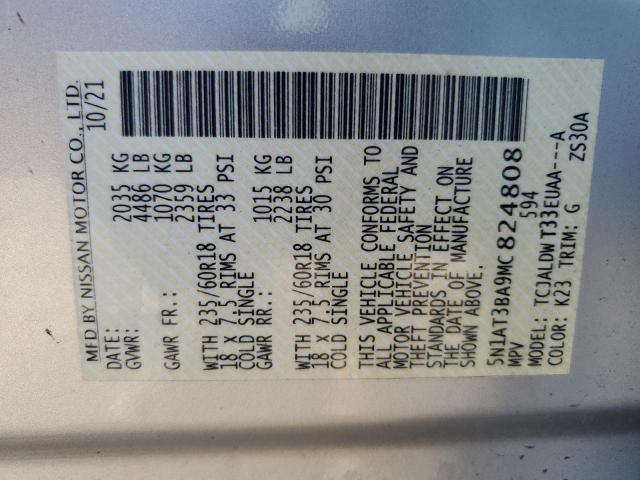 MFD BY NISSAN MOTOR CO., LTD.
DATE: 10/21
GVWR: 2035 KG
4486 LB
GAWR FR.: 1070 KG
2359 LB
WITH 235/60R18 TIRES
18 X 7.5 RIMS AT 33 PSI
COLD SINGLE
GAWR RR.: 1015 KG
2238 LB
WITH 235/60R18 TIRES
18 X 7.5 RIMS AT 30 PSI
COLD SINGLE
THIS VEHICLE CONFORMS TO
ALL APPLICABLE FEDERAL
MOTOR VEHICLE SAFETY AND
THEFT PREVENTION
STANDARDS IN EFFECT ON
THE DATE OF MANUFACTURE
SHOWN ABOVE.
5N1AT3BA9MC 824808
MPV 594
MODEL: TCJALDW T33EUAA---A
COLOR: K23 TRIM: G ZS30A